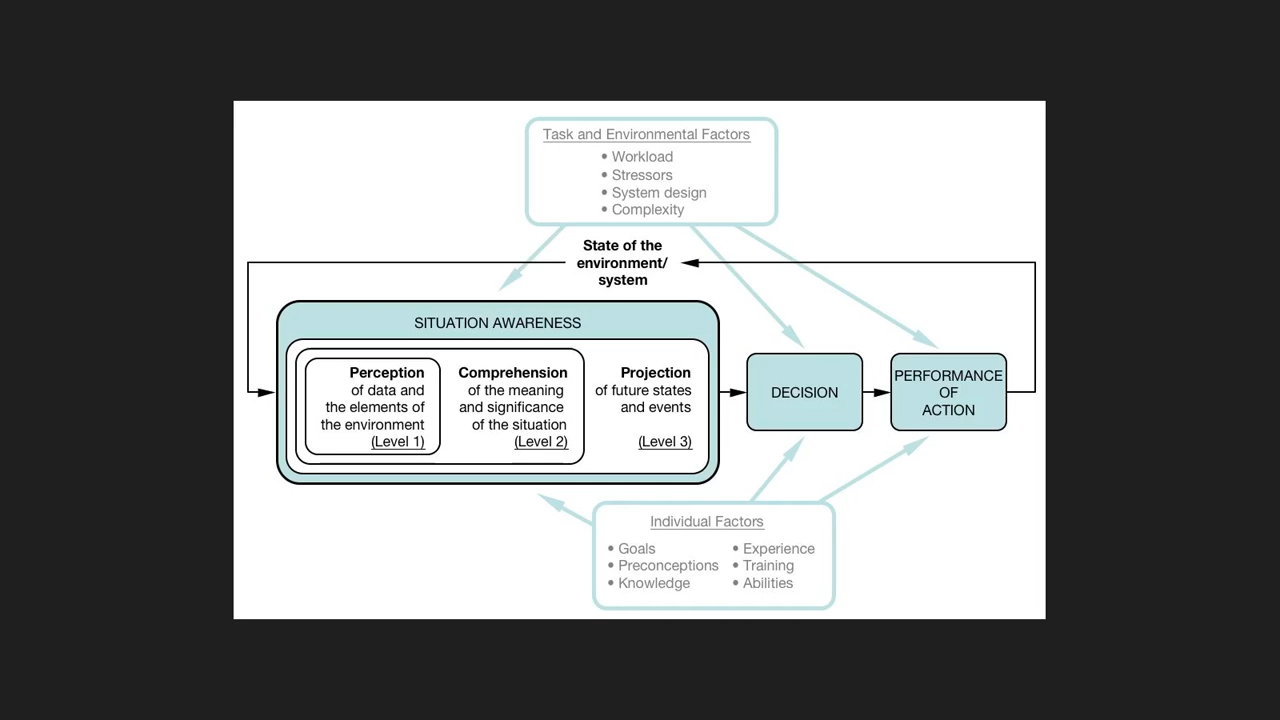 Task and Environmental Factors
• Workload
• Stressors
• System design
• Complexity
State of the
environment/
system
SITUATION AWARENESS
Perception
of data and
the elements of
the environment
(Level 1)
Comprehension
of the meaning
and significance
of the situation
(Level 2)
Projection
of future states
and events
(Level 3)
DECISION
PERFORMANCE
OF
ACTION
Individual Factors
• Goals
• Preconceptions
• Knowledge
• Experience
• Training
• Abilities